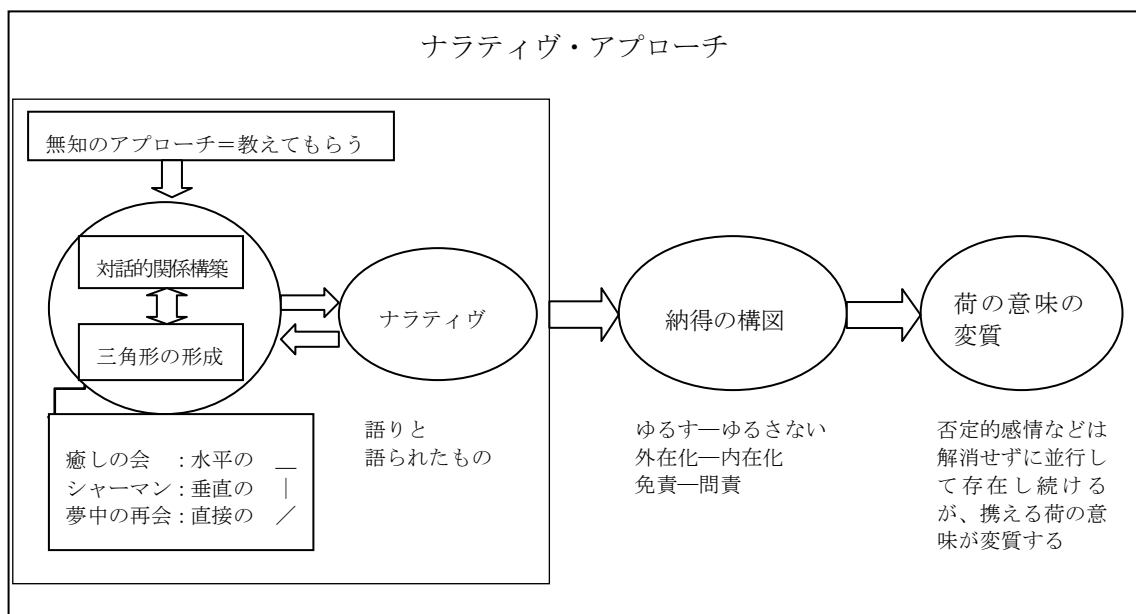 ナラティヴ・アプローチ
無知のアプローチ＝教えてもらう
対話的関係構築
三角形の形成
癒しの会　：水平の　＿
シャーマン：垂直の　｜
夢中の再会：直接の　／
ナラティヴ
語りと
語られたもの
納得の構図
ゆるす―ゆるさない
外在化―内在化
免責―問責
荷の意味の
変質
否定的感情などは
解消せずに並行し
て存在し続ける
が、携える荷の意
味が変質する